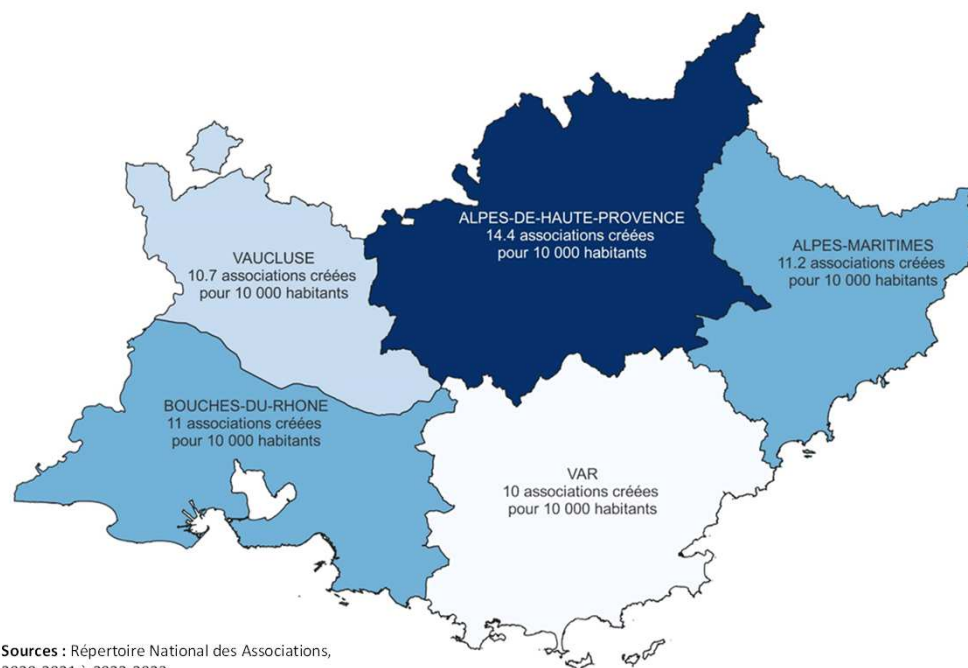 ALPES-DE-HAUTE-PROVENCE
14.4 associations créées
pour 10 000 habitants
ALPES-MARITIMES
11.2 associations créées
pour 10 000 habitants
VAUCLUSE
10.7 associations créées
pour 10 000 habitants
BOUCHES-DU-RHONE
11 associations créées
pour 10 000 habitants
VAR
10 associations créées
pour 10 000 habitants
Sources : Répertoire National des Associations,